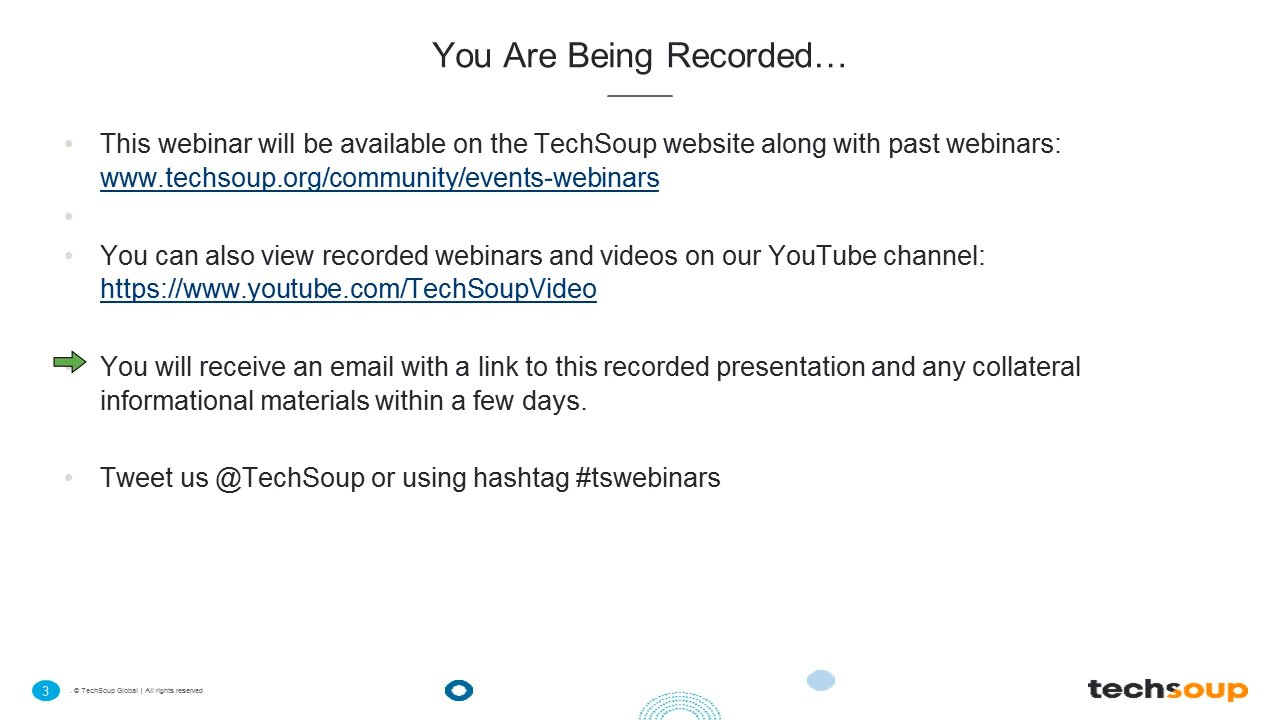 You Are Being Recorded…
This webinar will be available on the TechSoup website along with past webinars:
www.techsoup.org/community/events-webinars
You can also view recorded webinars and videos on our YouTube channel:
https://www.youtube.com/TechSoupVideo
You will receive an email with a link to this recorded presentation and any collateral
informational materials within a few days.
Tweet us @TechSoup or using hashtag #tswebinars
3
. © TechSoup Global | All rights reserved
techsoup